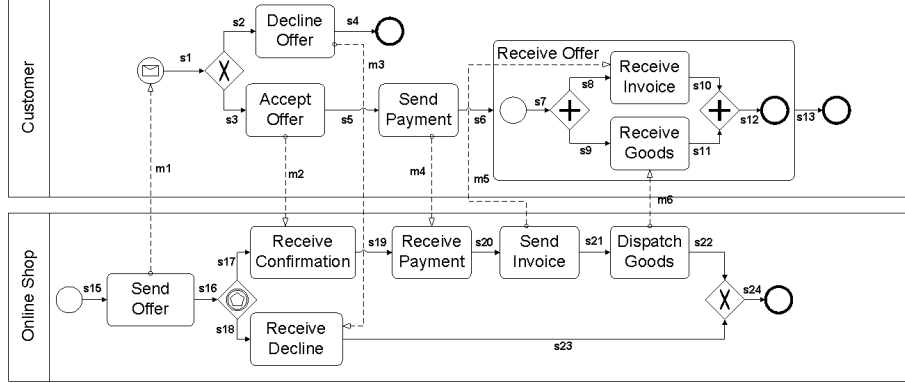 Customer
s1
s2
Decline
Offer
s4
m3
s3
Accept
Offer
s5
Send
Payment
s6
Receive Offer
s7
s8
Receive
Invoice
s10
s9
Receive
Goods
s11
s12
s13
m1
m2
m4
m5
m6
Online Shop
s15
Send
Offer
s16
s17
Receive
Confirmation
s19
Receive
Payment
s20
Send
Invoice
s21
Dispatch
Goods
s22
s18
Receive
Decline
s23
s24